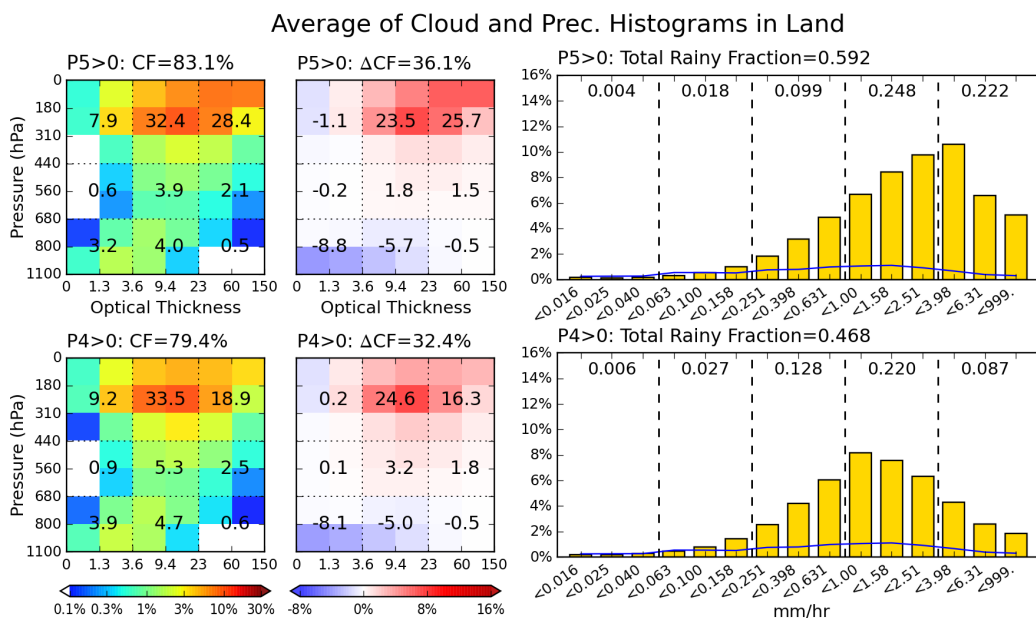 Average of Cloud and Prec. Histograms in Land
P5>0: CF=83.1%
0
180
310
440
560
680
800
1100
Pressure (hPa)
7.9 32.4 28.4
0.6 3.9 2.1
3.2 4.0 0.5
0 1.3 3.6 9.4 23 60 150
Optical Thickness
P5>0: ΔCF=36.1%
-1.1 23.5 25.7
-0.2 1.8 1.5
-8.8 -5.7 -0.5
0 1.3 3.6 9.4 23 60 150
Optical Thickness
P5>0: Total Rainy Fraction=0.592
16%
14%
12%
10%
8%
6%
4%
2%
0%
0.004 0.018 0.099 0.248 0.222
<0.016 <0.025 <0.040 <0.063 <0.100 <0.158 <0.251 <0.398 <0.631 <1.00 <1.58 <2.51 <3.98 <6.31 <999.
P4>0: CF=79.4%
0
180
310
440
560
680
800
1100
Pressure (hPa)
9.2 33.5 18.9
0.9 5.3 2.5
3.9 4.7 0.6
0 1.3 3.6 9.4 23 60 150
P4>0: ΔCF=32.4%
0.2 24.6 16.3
0.1 3.2 1.8
-8.1 -5.0 -0.5
0 1.3 3.6 9.4 23 60 150
P4>0: Total Rainy Fraction=0.468
16%
14%
12%
10%
8%
6%
4%
2%
0%
0.006 0.027 0.128 0.220 0.087
<0.016 <0.025 <0.040 <0.063 <0.100 <0.158 <0.251 <0.398 <0.631 <1.00 <1.58 <2.51 <3.98 <6.31 <999.
mm/hr
0.1% 0.3% 1% 3% 10% 30%
-8% 0% 8% 16%